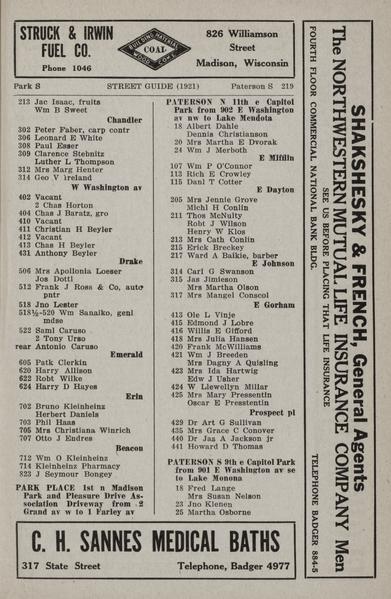 STRUCK & IRWIN
FUEL CO.
Phone 1046
BUILDING MATERIAL
COAL
WOOD COKE
826 Williamson
Street
Madison, Wisconsin
Park S STREET GUIDE (1921) Paterson S 219
213 Jac Isaac, fruits
Wm B Sweet
Chandler
302 Peter Faber, carp contr
306 Leonard E White
308 Paul Esser
309 Clarence Stebnitz
Luther L Thompson
312 Mrs Marg Henter
314 Geo V Ireland
W Washington av
402 Vacant
2 Chas Horton
404 Chas J Baratz, gro
410 Vacant
411 Christian H Beyler
412 Vacant
413 Chas H Beyler
431 Anthony Beyler
Drake
506 Mrs Apollonia Loeser
Jos Dotti
512 Frank J Ross & Co, auto
pntr
518 Jno Lester
518½-520 Wm Sanaiko, genl
mdse
522 Saml Caruso
2 Tony Urso
rear Antonio Caruso
Emerald
605 Patk Clerkin
620 Harry Allison
622 Robt Wilke
624 Harry D Hayes
Erin
702 Bruno Kleinheinz
Herbert Daniels
703 Phil Haas
705 Mrs Christiana Winrich
707 Otto J Endres
Beacon
712 Wm O Kleinheinz
714 Kleinheinz Pharmacy
823 J Seymour Bongey
PARK PLACE 1st n Madison
Park and Pleasure Drive As-
sociation Driveway from 2
Grand av w to 1 Farley av
PATERSON N 11th e Capitol
Park from 902 E Washington
av nw to Lake Mendota
18 Albert Dahle
Dennis Christianson
20 Mrs Martha E Dvorak
24 Wm J Merboth
E Mifflin
107 Wm P O'Connor
113 Rich E Crowley
115 Danl T Cotter
E Dayton
205 Mrs Jennie Grove
Michl H Conlin
211 Thos McNulty
Robt J Wilson
Henry W Klos
213 Mrs Cath Conlin
215 Erick Breckey
217 Ward A Baikie, barber
E Johnson
314 Carl G Swanson
315 Jas Jimieson
Mrs Martha Olson
317 Mrs Mangel Conscol
E Gorham
413 Ole L Vinje
415 Edmond J Lobre
416 Willis E Gifford
418 Mrs Julia Hansen
420 Frank McWilliams
421 Wm J Breeden
Mrs Dagny A Quisling
423 Mrs Ida Hartwig
Edw J Usher
424 W Llewellyn Millar
425 Mrs Mary Pressentin
Oscar E Presstentin
Prospect pl
429 Dr Art G Sullivan
435 Mrs Grace C Conover
440 Dr Jas A Jackson jr
441 Howard D Thomas
PATERSON S 9th e Capitol Park
from 901 E Washington av se
to Lake Monona
18 Fred Lange
Mrs Susan Nelson
23 Jno Klenen
25 Martha Osborne
SHAKSHESKY & FRENCH, General Agents
The NORTHWESTERN MUTUAL LIFE INSURANCE COMPANY Men
SEE US BEFORE PLACING THAT LIFE INSURANCE
FOURTH FLOOR COMMERCIAL NATIONAL BANK BLDG. TELEPHONE BADGER 884-5
C. H. SANNES MEDICAL BATHS
317 State Street Telephone, Badger 4977